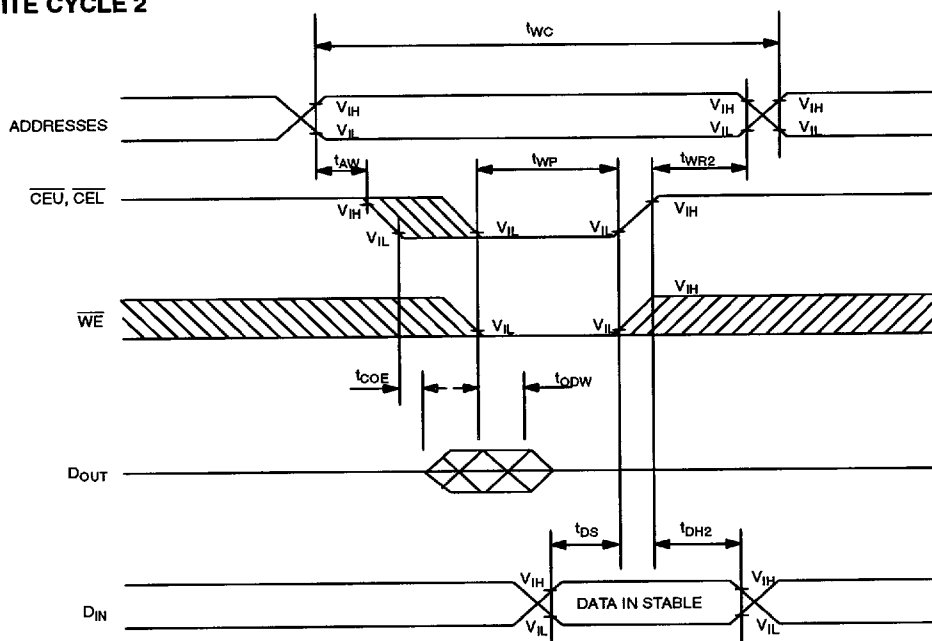 ITE CYCLE 2
tWC
ADDRESSES
VIH
VIL
VIH
VIL
VIH
VIL
tAW
tWP
tWR2
CEU, CEL
VIH
VIL
VIL
VIL
VIH
WE
VIL
VIL
VIH
tCOE
tODW
DOUT
tDS
tDH2
DIN
VIH
VIL
DATA IN STABLE
VIH
VIL